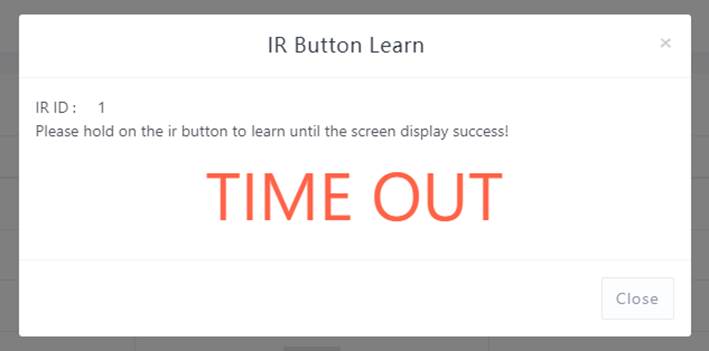 IR Button Learn
×
IR ID : 1
Please hold on the ir button to learn until the screen display success!
TIME OUT
Close